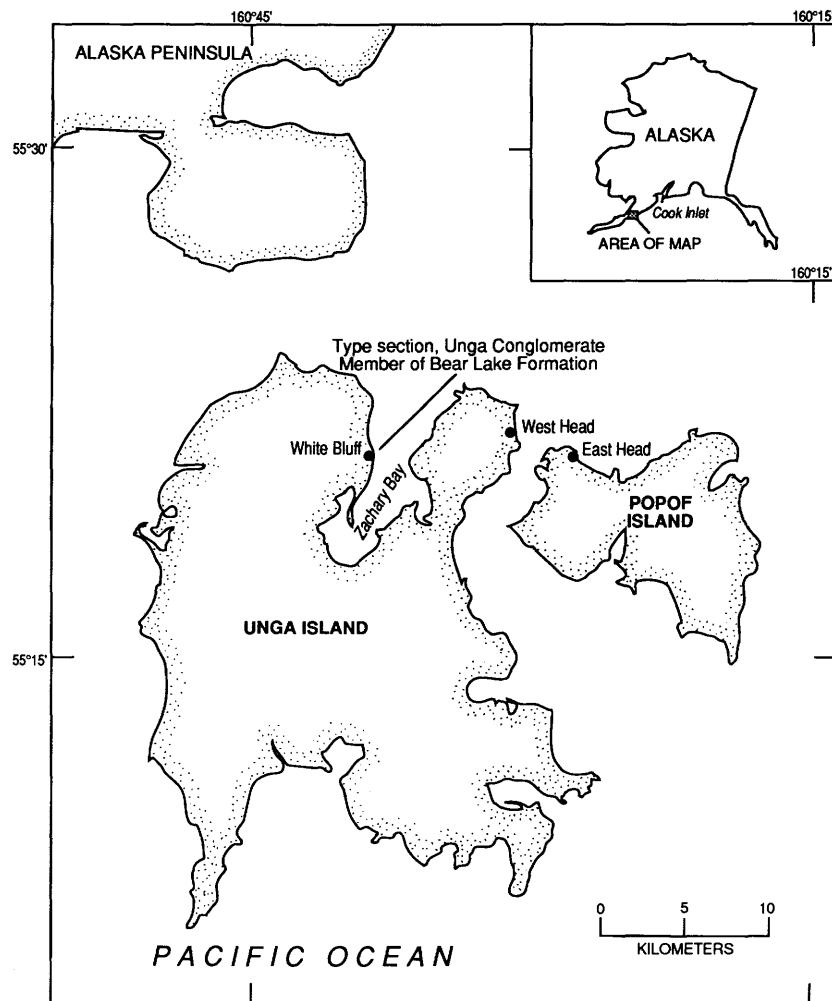 160°45'
160°15'
ALASKA PENINSULA
55°30'
ALASKA
Cook Inlet
AREA OF MAP
160°15'
Type section, Unga Conglomerate
Member of Bear Lake Formation
West Head
White Bluff
East Head
Zachary Bay
POPOF
ISLAND
UNGA ISLAND
55°15'
0 5 10
KILOMETERS
PACIFIC OCEAN